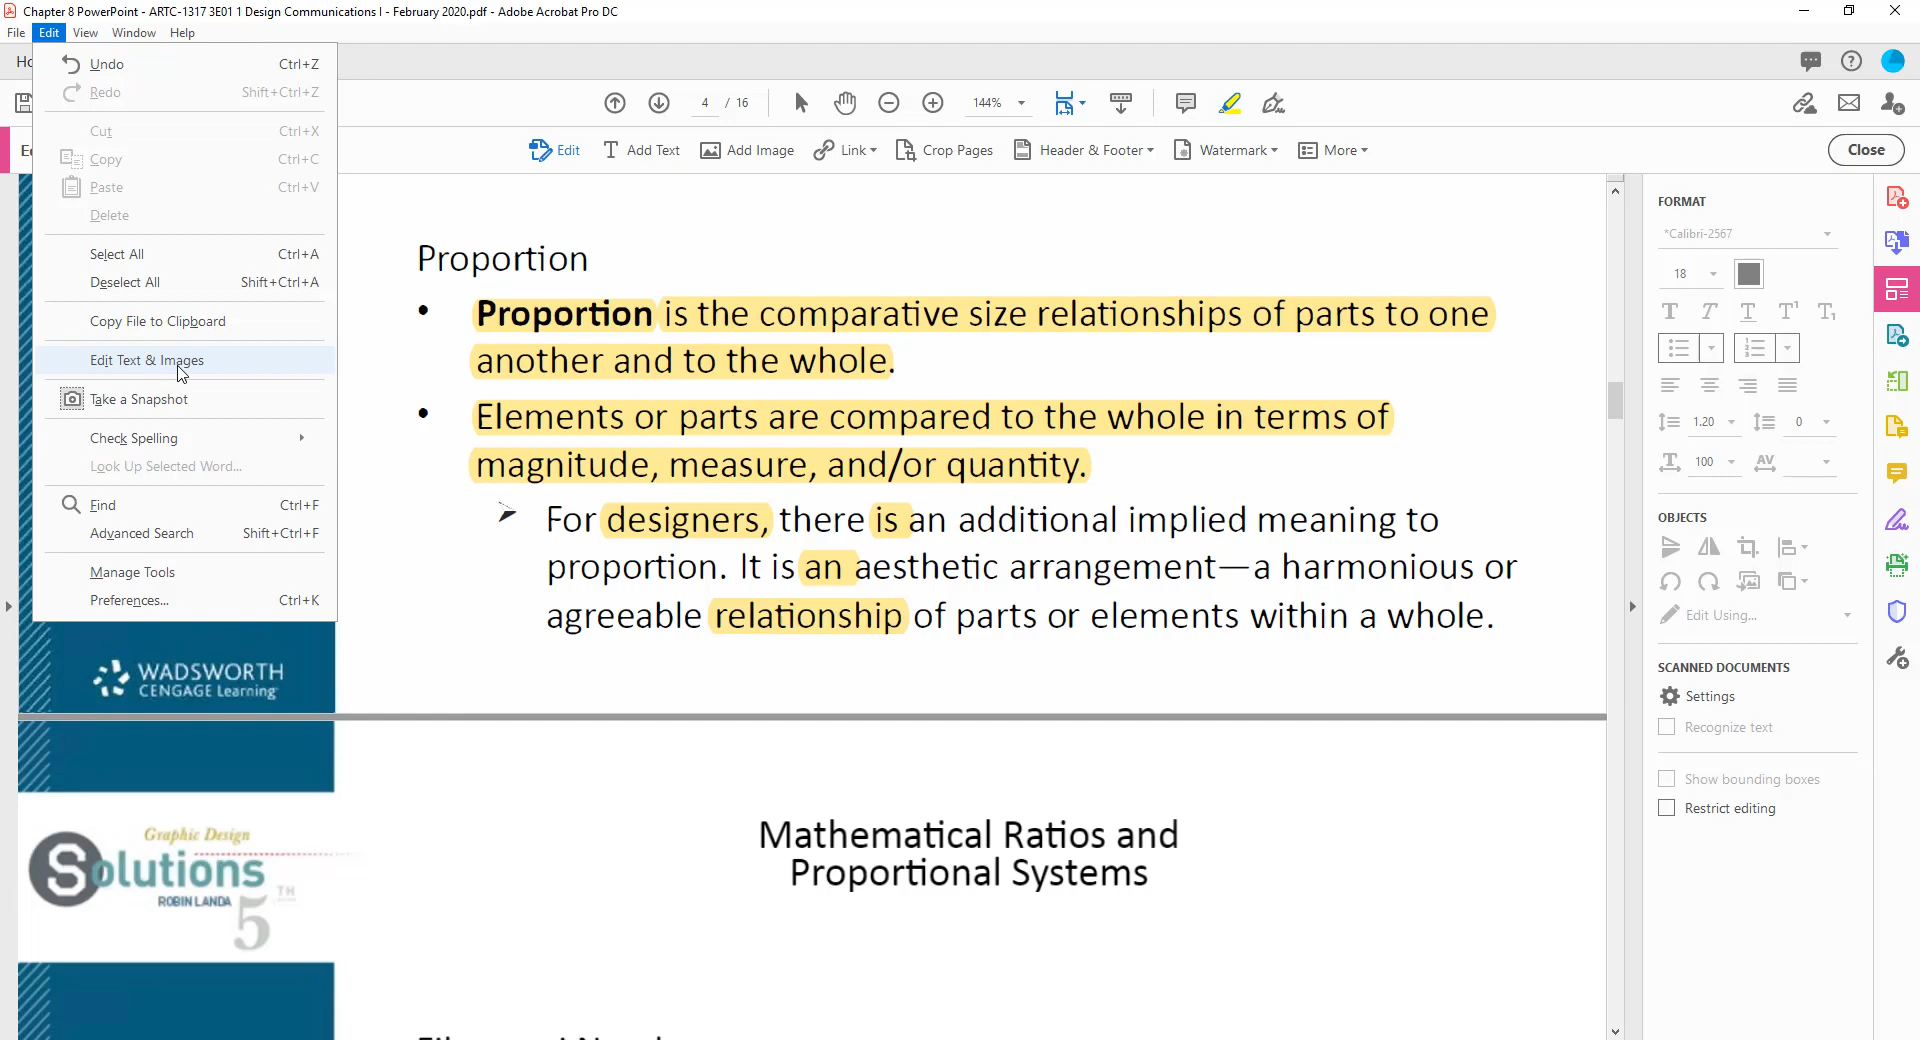 Chapter 8 PowerPoint - ARTC-1317 3E01 1 Design Communications I - February 2020.pdf - Adobe Acrobat Pro DC
File Edit View Window Help
Undo Ctrl+Z
Redo Shift+Ctrl+Z
Cut Ctrl+X
Copy Ctrl+C
Paste Ctrl+V
Delete
Select All Ctrl+A
Deselect All Shift+Ctrl+A
Copy File to Clipboard
Edit Text & Images
Take a Snapshot
Check Spelling
Look Up Selected Word...
Find Ctrl+F
Advanced Search Shift+Ctrl+F
Manage Tools
Preferences... Ctrl+K
4 / 16 144%
Edit Add Text Add Image Link Crop Pages Header & Footer Watermark More Close
Proportion
• Proportion is the comparative size relationships of parts to one
another and to the whole.
• Elements or parts are compared to the whole in terms of
magnitude, measure, and/or quantity.
➤ For designers, there is an additional implied meaning to
proportion. It is an aesthetic arrangement—a harmonious or
agreeable relationship of parts or elements within a whole.
WADSWORTH
CENGAGE Learning
Graphic Design
Solutions
ROBIN LANDA
5TH
Mathematical Ratios and
Proportional Systems
FORMAT
*Calibri-2567
18
1.20 0
100 AV
OBJECTS
Edit Using...
SCANNED DOCUMENTS
Settings
Recognize text
Show bounding boxes
Restrict editing